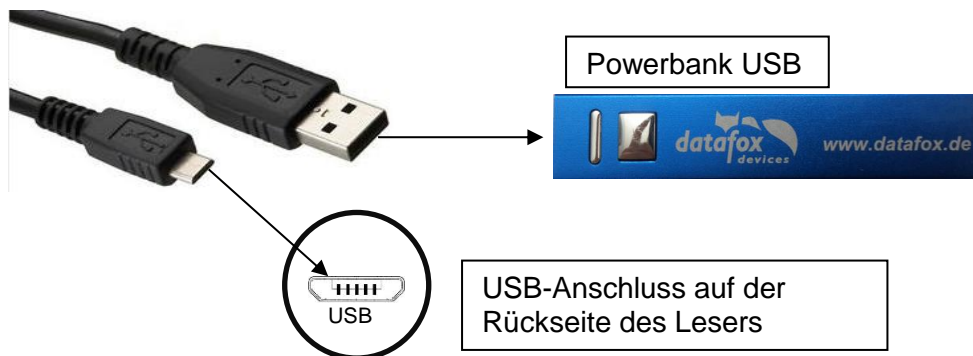 Powerbank USB
datafox
devices
www.datafox.de
USB
USB-Anschluss auf der
Rückseite des Lesers